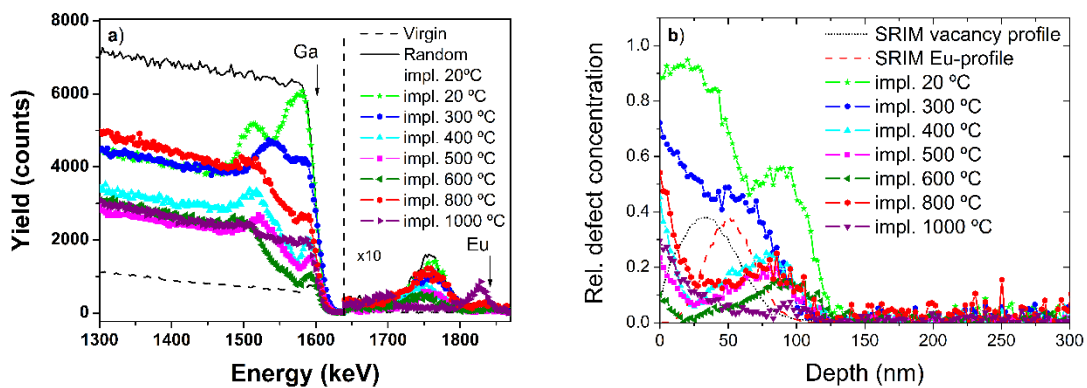 a)
Virgin
Random
impl. 20ºC
impl. 20 ºC
impl. 300 ºC
impl. 400 ºC
impl. 500 ºC
impl. 600 ºC
impl. 800 ºC
impl. 1000 ºC
Ga
Eu
x10
8000
6000
4000
2000
0
Yield (counts)
1300 1400 1500 1600 1700 1800
Energy (keV)
b)
SRIM vacancy profile
SRIM Eu-profile
impl. 20 ºC
impl. 300 ºC
impl. 400 ºC
impl. 500 ºC
impl. 600 ºC
impl. 800 ºC
impl. 1000 ºC
1.0
0.8
0.6
0.4
0.2
0.0
Rel. defect concentration
0 50 100 150 200 250 300
Depth (nm)